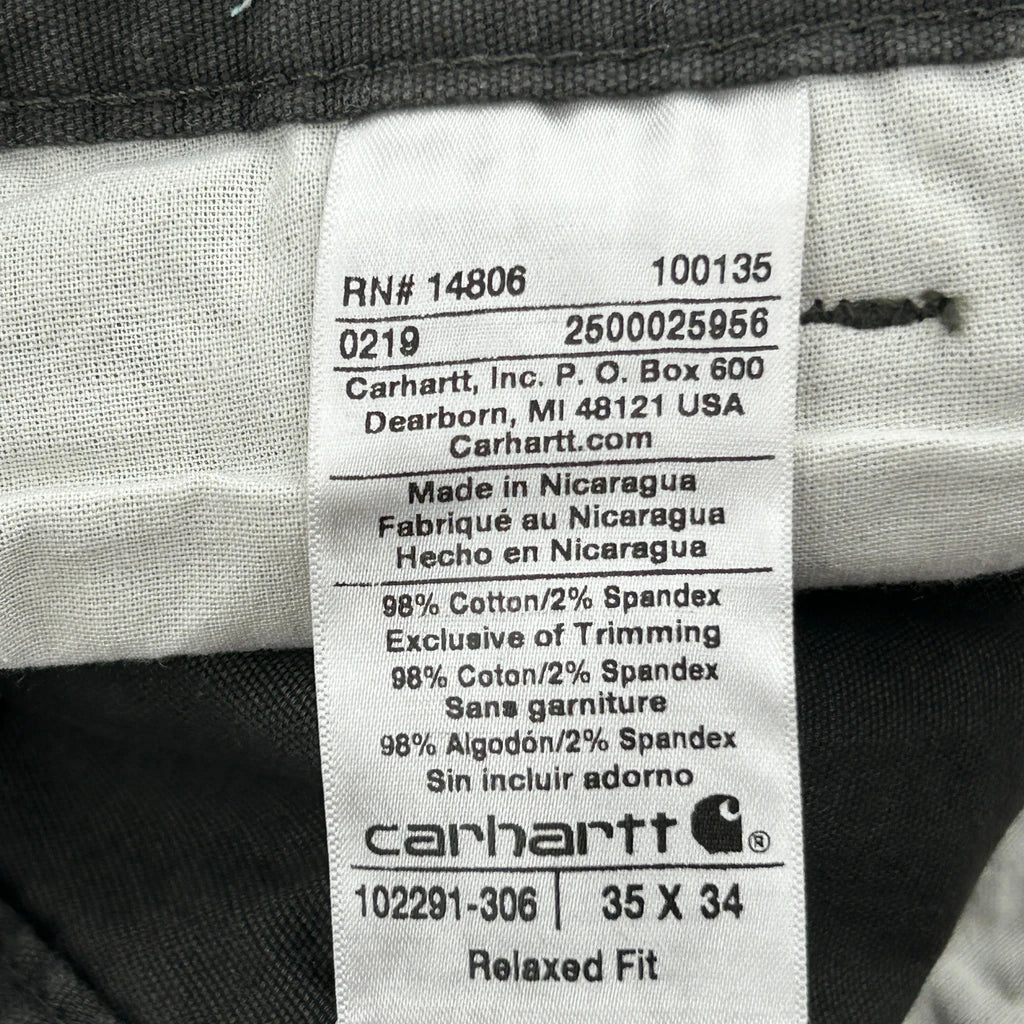 RN# 14806 100135
0219 2500025956
Carhartt, Inc. P. O. Box 600
Dearborn, MI 48121 USA
Carhartt.com
Made in Nicaragua
Fabriqué au Nicaragua
Hecho en Nicaragua
98% Cotton/2% Spandex
Exclusive of Trimming
98% Coton/2% Spandex
Sans garniture
98% Algodón/2% Spandex
Sin incluir adorno
carhartt ®
102291-306 | 35 X 34
Relaxed Fit